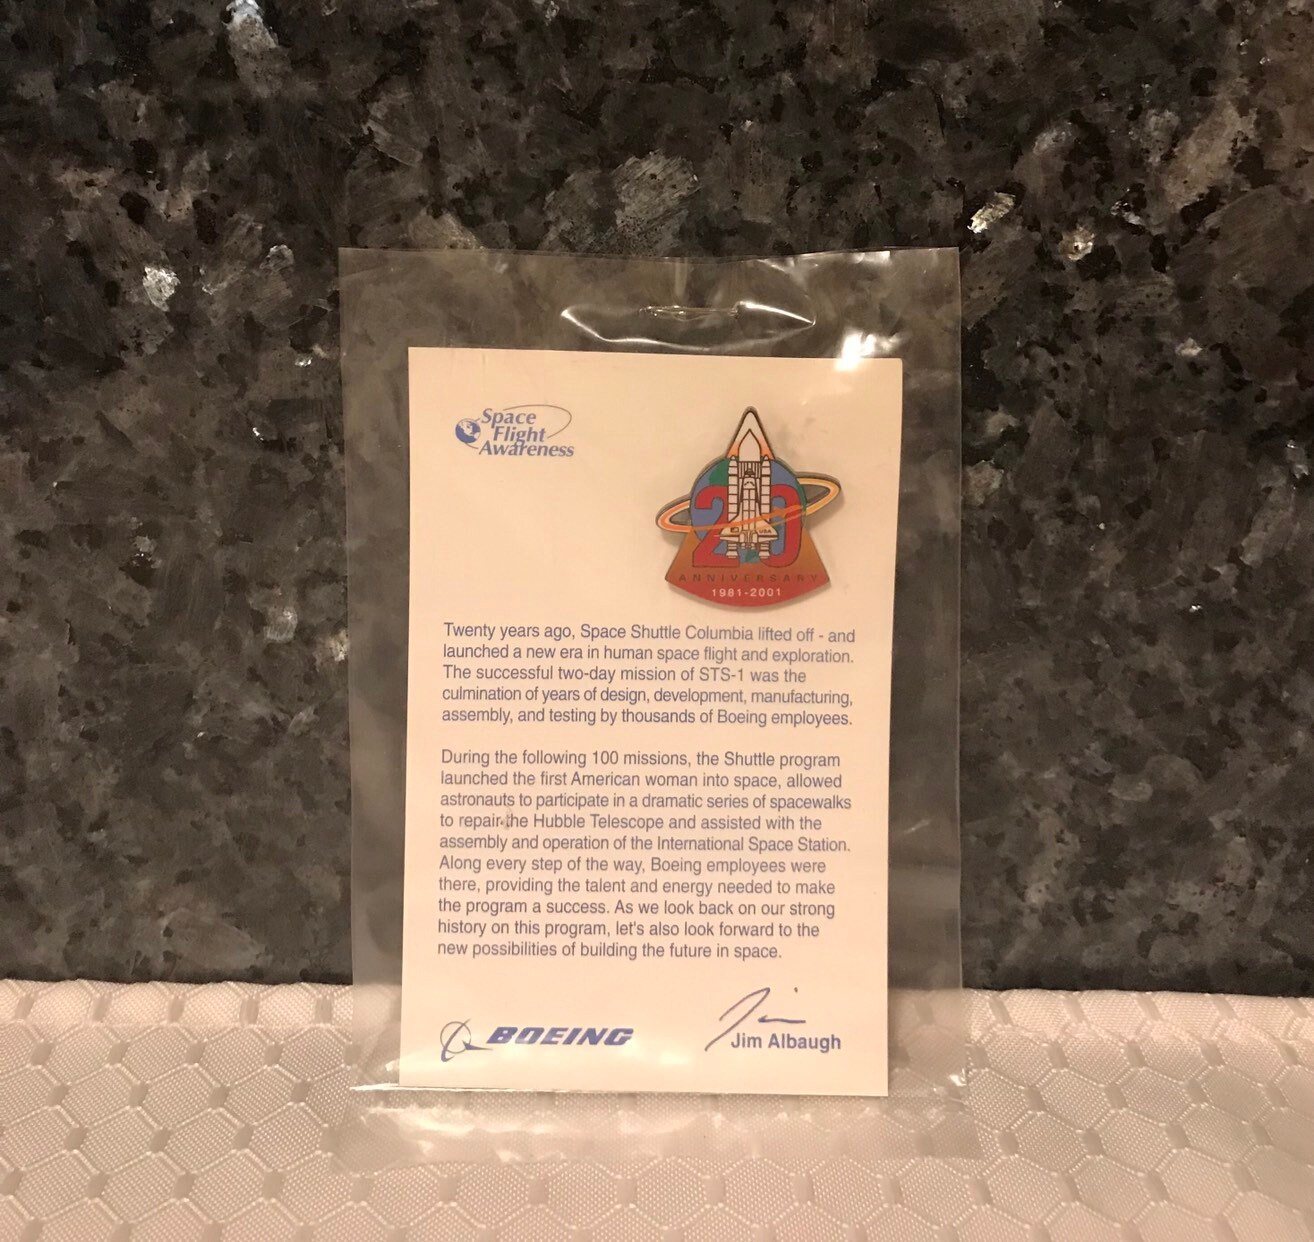 Space
Flight
Awareness
20
USA
ANNIVERSARY
1981-2001
Twenty years ago, Space Shuttle Columbia lifted off - and
launched a new era in human space flight and exploration.
The successful two-day mission of STS-1 was the
culmination of years of design, development, manufacturing,
assembly, and testing by thousands of Boeing employees.
During the following 100 missions, the Shuttle program
launched the first American woman into space, allowed
astronauts to participate in a dramatic series of spacewalks
to repair the Hubble Telescope and assisted with the
assembly and operation of the International Space Station.
Along every step of the way, Boeing employees were
there, providing the talent and energy needed to make
the program a success. As we look back on our strong
history on this program, let's also look forward to the
new possibilities of building the future in space.
BOEING
Jim
Jim Albaugh